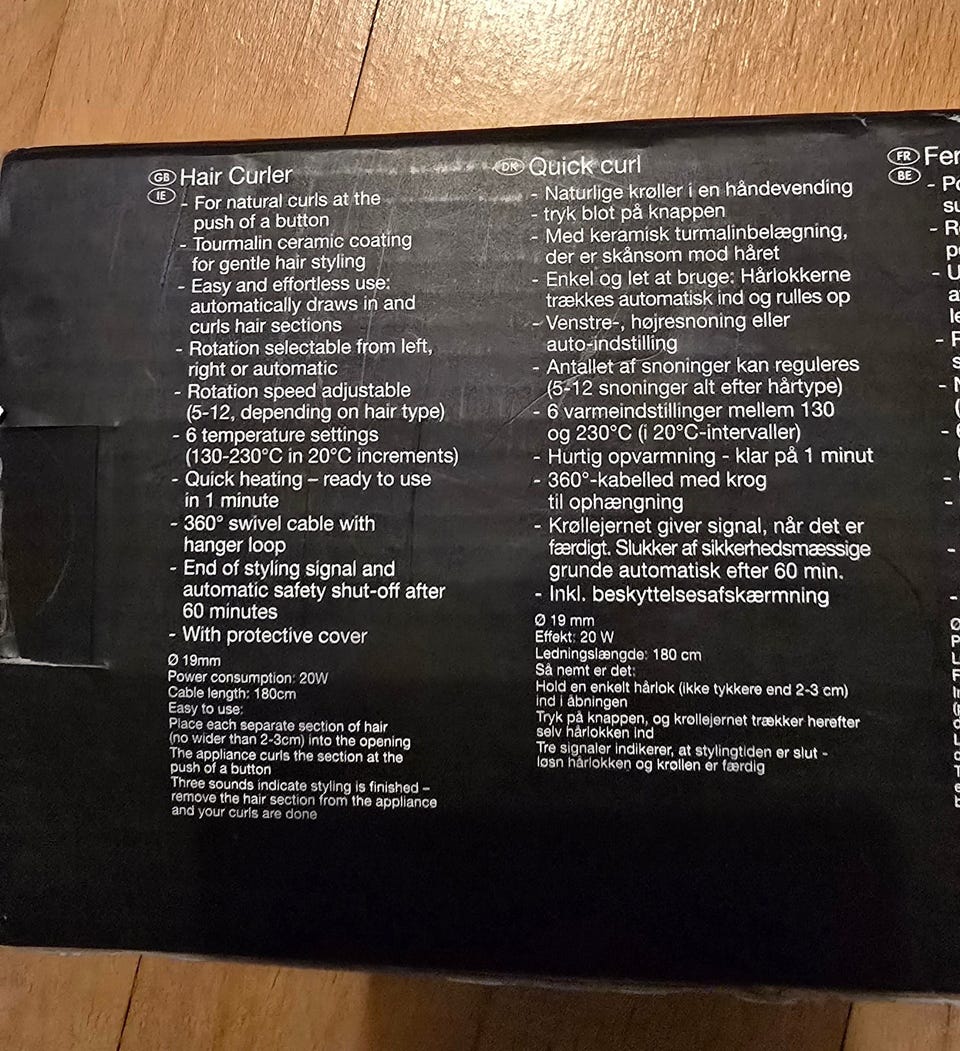 GB Hair Curler
IE
- For natural curls at the
push of a button
- Tourmalin ceramic coating
for gentle hair styling
- Easy and effortless use:
automatically draws in and
curls hair sections
- Rotation selectable from left,
right or automatic
- Rotation speed adjustable
(5-12, depending on hair type)
- 6 temperature settings
(130-230°C in 20°C increments)
- Quick heating – ready to use
in 1 minute
- 360° swivel cable with
hanger loop
- End of styling signal and
automatic safety shut-off after
60 minutes
- With protective cover
Ø 19mm
Power consumption: 20W
Cable length: 180cm
Easy to use:
Place each separate section of hair
(no wider than 2-3cm) into the opening
The appliance curls the section at the
push of a button
Three sounds indicate styling is finished –
remove the hair section from the appliance
and your curls are done
DK Quick curl
- Naturlige krøller i en håndevending
- tryk blot på knappen
- Med keramisk turmalinbelægning,
der er skånsom mod håret
- Enkel og let at bruge: Hårlokkerne
trækkes automatisk ind og rulles op
- Venstre-, højresnoning eller
auto-indstilling
- Antallet af snoninger kan reguleres
(5-12 snoninger alt efter hårtype)
- 6 varmeindstillinger mellem 130
og 230°C (i 20°C-intervaller)
- Hurtig opvarmning - klar på 1 minut
- 360°-kabelled med krog
til ophængning
- Krøllejernet giver signal, når det er
færdigt. Slukker af sikkerhedsmæssige
grunde automatisk efter 60 min.
- Inkl. beskyttelsesafskærmning
Ø 19 mm
Effekt: 20 W
Ledningslængde: 180 cm
Så nemt er det:
Hold en enkelt hårlok (ikke tykkere end 2-3 cm)
ind i åbningen
Tryk på knappen, og krøllejernet trækker herefter
selv hårlokken ind
Tre signaler indikerer, at stylingtiden er slut -
løsn hårlokken og krøllen er færdig
FR Fer
BE